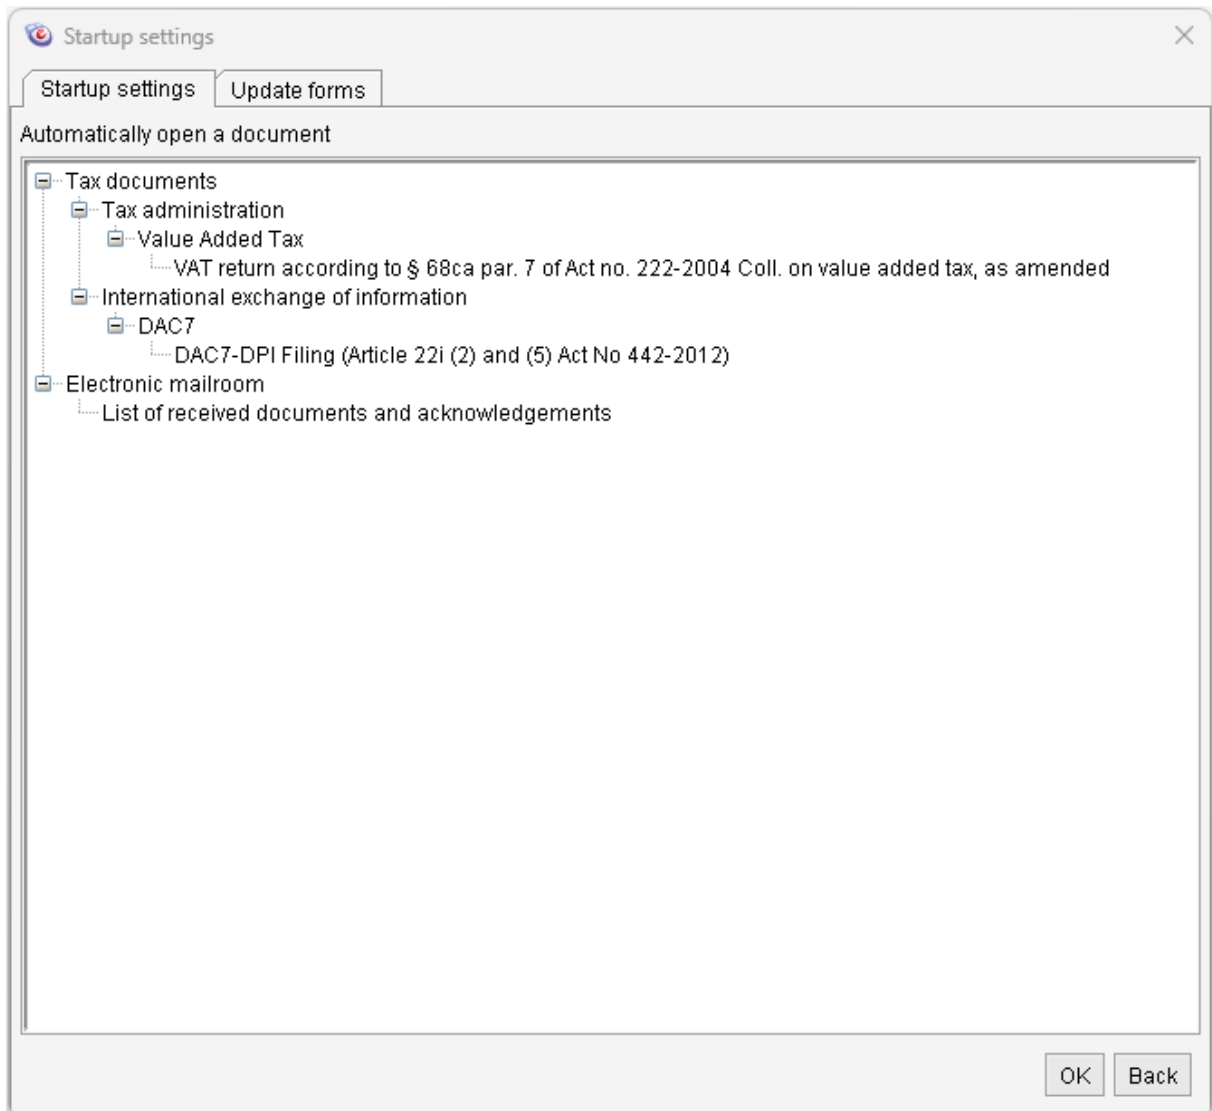 Startup settings
Startup settings
Update forms
Automatically open a document
Tax documents
Tax administration
Value Added Tax
VAT return according to § 68ca par. 7 of Act no. 222-2004 Coll. on value added tax, as amended
International exchange of information
DAC7
DAC7-DPI Filing (Article 22i (2) and (5) Act No 442-2012)
Electronic mailroom
List of received documents and acknowledgements
OK
Back